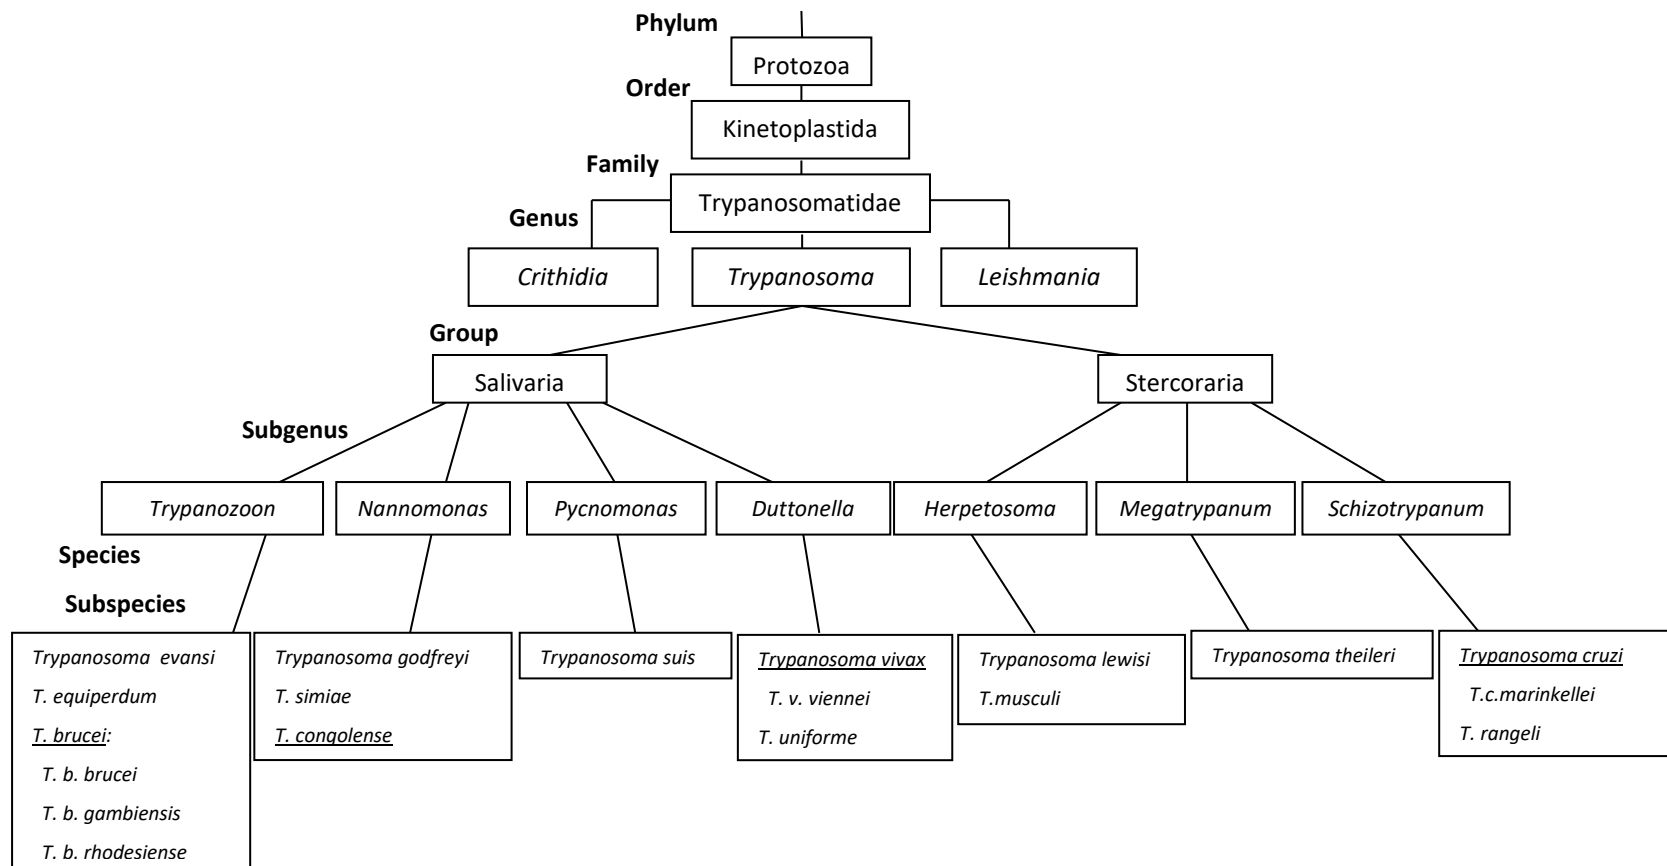 Phylum
Protozoa
Order
Kinetoplastida
Family
Trypanosomatidae
Genus
Crithidia
Trypanosoma
Leishmania
Group
Salivaria
Stercoraria
Subgenus
Trypanozoon
Nannomonas
Pycnomonas
Duttonella
Herpetosoma
Megatrypanum
Schizotrypanum
Species
Subspecies
Trypanosoma evansi
T. equiperdum
T. brucei:
T. b. brucei
T. b. gambiensis
T. b. rhodesiense
Trypanosoma godfreyi
T. simiae
T. congolense
Trypanosoma suis
Trypanosoma vivax
T. v. viennei
T. uniforme
Trypanosoma lewisi
T.musculi
Trypanosoma theileri
Trypanosoma cruzi
T.c.marinkellei
T. rangeli